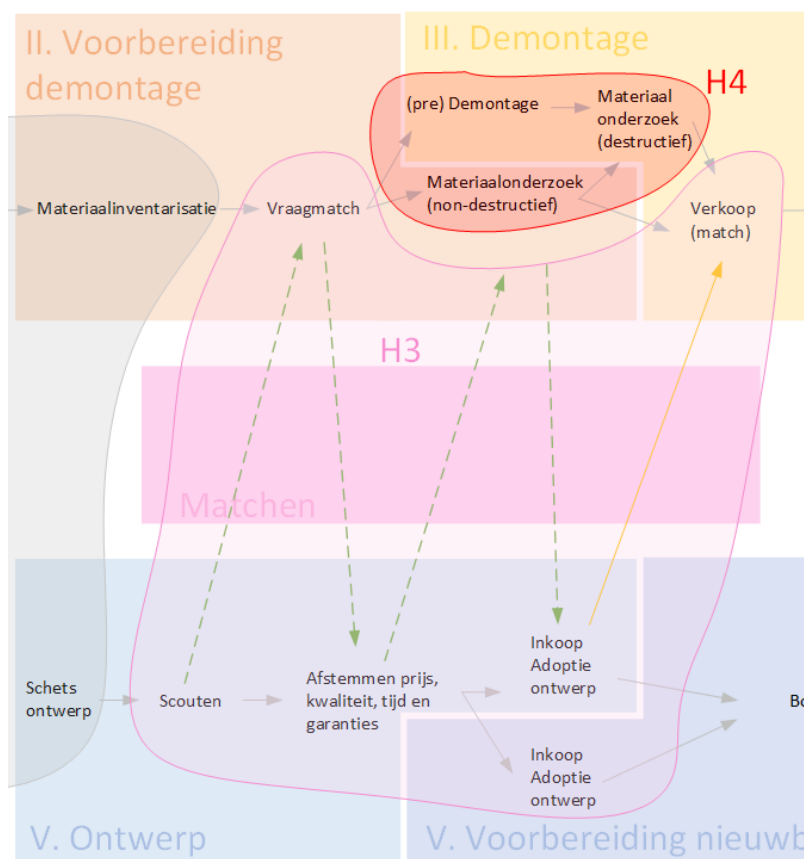 II. Voorbereiding
demontage
III. Demontage
H4
(pre) Demontage
Materiaal
onderzoek
(destructief)
Materiaalinventarisatie
Vraagmatch
Materiaalonderzoek
(non-destructief)
Verkoop
(match)
H3
Matchen
Schets
ontwerp
Scouten
Afstemmen prijs,
kwaliteit, tijd en
garanties
Inkoop
Adoptie
ontwerp
Bo
Inkoop
Adoptie
ontwerp
V. Ontwerp
V. Voorbereiding nieuwb